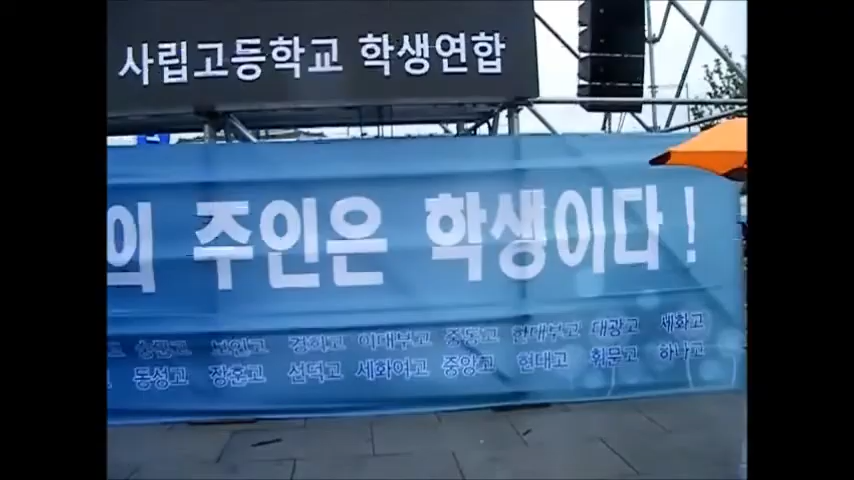 사립고등학교 학생연합
의 주인은 학생이다!
숭문고 보인고 경희고 이대부고 중동고 한대부고 대광고 세화고
동성고 장훈고 선덕고 세화여고 중앙고 현대고 휘문고 하나고